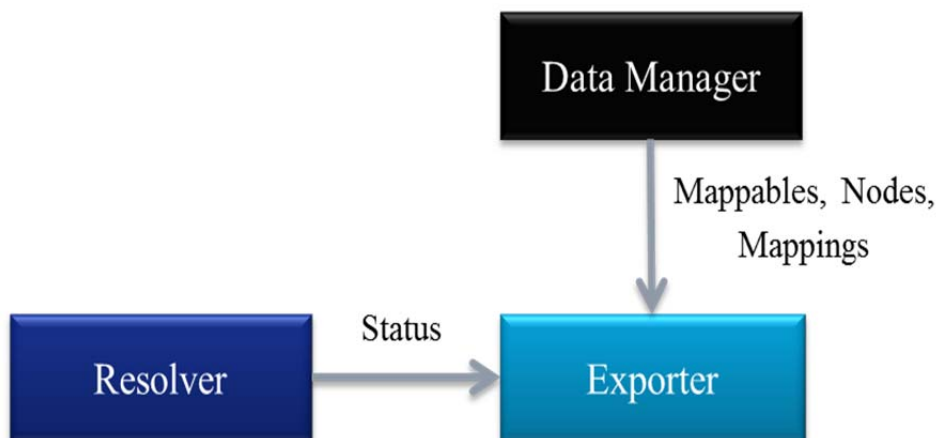 Data Manager
Mappables, Nodes,
Mappings
Status
Resolver
Exporter